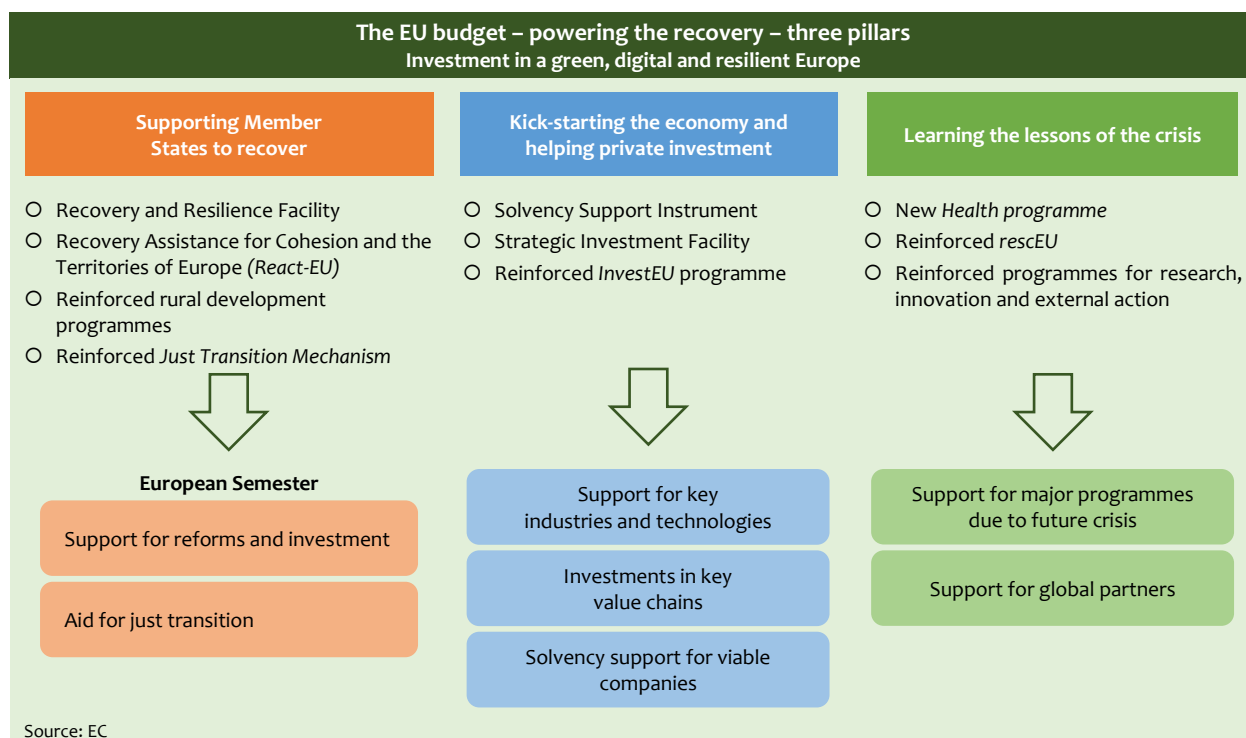 The EU budget – powering the recovery – three pillars
Investment in a green, digital and resilient Europe
Supporting Member
States to recover
Recovery and Resilience Facility
Recovery Assistance for Cohesion and the
Territories of Europe (React-EU)
Reinforced rural development
programmes
Reinforced Just Transition Mechanism
European Semester
Support for reforms and investment
Aid for just transition
Kick-starting the economy and
helping private investment
Solvency Support Instrument
Strategic Investment Facility
Reinforced InvestEU programme
Support for key
industries and technologies
Investments in key
value chains
Solvency support for viable
companies
Learning the lessons of the crisis
New Health programme
Reinforced rescEU
Reinforced programmes for research,
innovation and external action
Support for major programmes
due to future crisis
Support for global partners
Source: EC